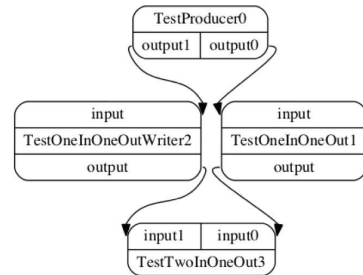 TestProducer0
output1 output0
input
TestOneInOneOutWriter2
output
input
TestOneInOneOut1
output
input1 input0
TestTwoInOneOut3